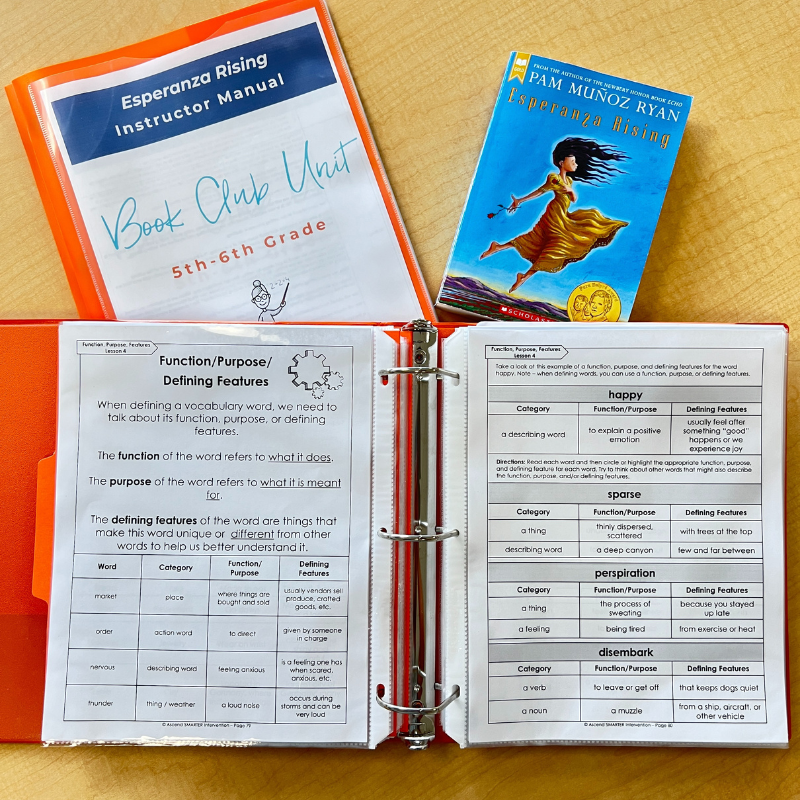 Esperanza Rising
Instructor Manual
Book Club Unit
5th-6th Grade
FROM THE AUTHOR OF THE NEWBERY HONOR BOOK ECHO
PAM MUÑOZ RYAN
Esperanza Rising
SCHOLASTIC
Function, Purpose, Features
Lesson 4
Function/Purpose/
Defining Features
When defining a vocabulary word, we need to
talk about its function, purpose, or defining
features.
The function of the word refers to what it does.
The purpose of the word refers to what it is meant
for.
The defining features of the word are things that
make this word unique or different from other
words to help us better understand it.
Word Category Function/ Defining
Purpose Features
market place where things are bought and sold usually vendors sell produce, crafted goods, etc.
order action word to direct given by someone in charge
nervous describing word feeling anxious is a feeling one has when scared, anxious, etc.
thunder thing / weather a loud noise occurs during storms and can be very loud
© Ascend SMARTER Intervention - Page 79
Function, Purpose, Features
Lesson 4
Take a look at this example of a function, purpose, and defining features for the word
happy. Note – when defining words, you can use a function, purpose, or defining features.
happy
Category Function/Purpose Defining Features
a describing word to explain a positive emotion usually feel after something "good" happens or we experience joy
Directions: Read each word and then circle or highlight the appropriate function, purpose,
and defining feature for each word. Try to think about other words that might also describe
the function, purpose, and/or defining features.
sparse
Category Function/Purpose Defining Features
a thing thinly dispersed, scattered with trees at the top
describing word a deep canyon few and far between
perspiration
Category Function/Purpose Defining Features
a thing the process of sweating because you stayed up late
a feeling being tired from exercise or heat
disembark
Category Function/Purpose Defining Features
a verb to leave or get off that keeps dogs quiet
a noun a muzzle from a ship, aircraft, or other vehicle
© Ascend SMARTER Intervention - Page 80